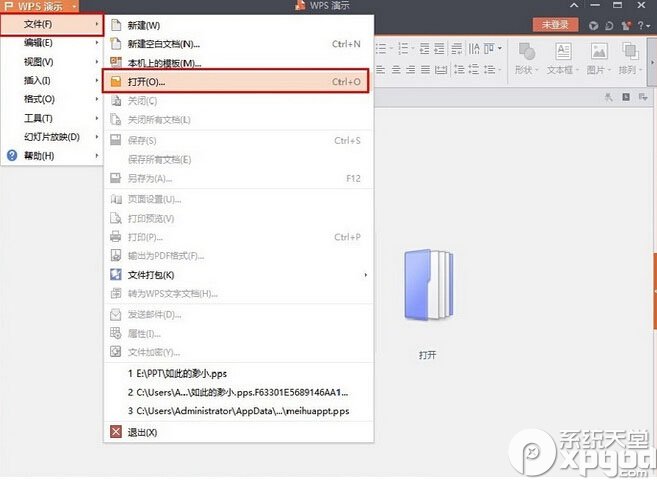 WPS 演示
WPS 演示
未登录
文件(F)
编辑(E)
视图(V)
插入(I)
格式(O)
工具(T)
幻灯片放映(D)
帮助(H)
新建(W)
新建空白文档(N)... Ctrl+N
本机上的模板(M)...
打开(O)... Ctrl+O
关闭(C)
关闭所有文档(L)
保存(S) Ctrl+S
保存所有文档(E)
另存为(A)... F12
页面设置(U)...
打印预览(V)
打印(P)... Ctrl+P
输出为PDF格式(F)...
文件打包(K)
转为WPS文字文档(H)...
发送邮件(D)...
属性(I)...
文件加密(Y)...
1 E:\PPT\如此的渺小.pps
2 C:\Users\A...\如此的渺小.pps.F63301E5689146AA1...
3 C:\Users\Administrator\AppData\...\meihuappt.pps
退出(X)
形状
文本框
图片
排列
打开
系统天堂
xpgod